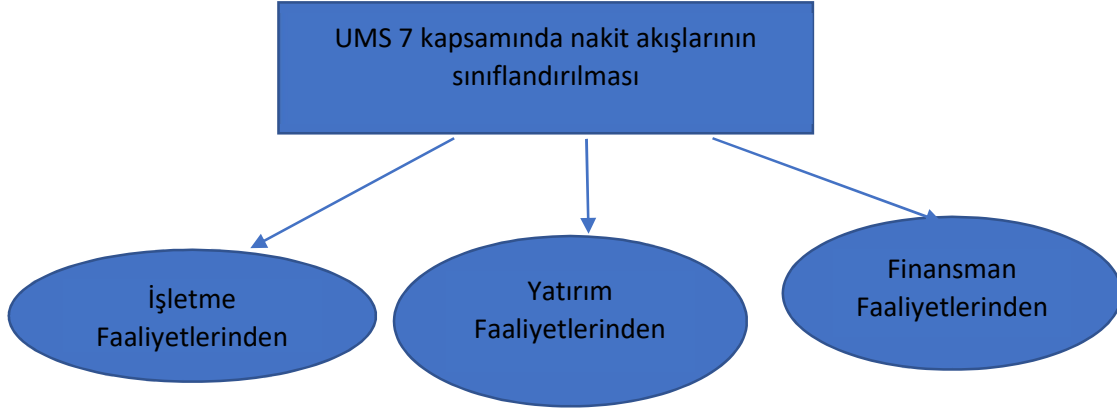 UMS 7 kapsamında nakit akışlarının
sınıflandırılması
İşletme
Faaliyetlerinden
Yatırım
Faaliyetlerinden
Finansman
Faaliyetlerinden